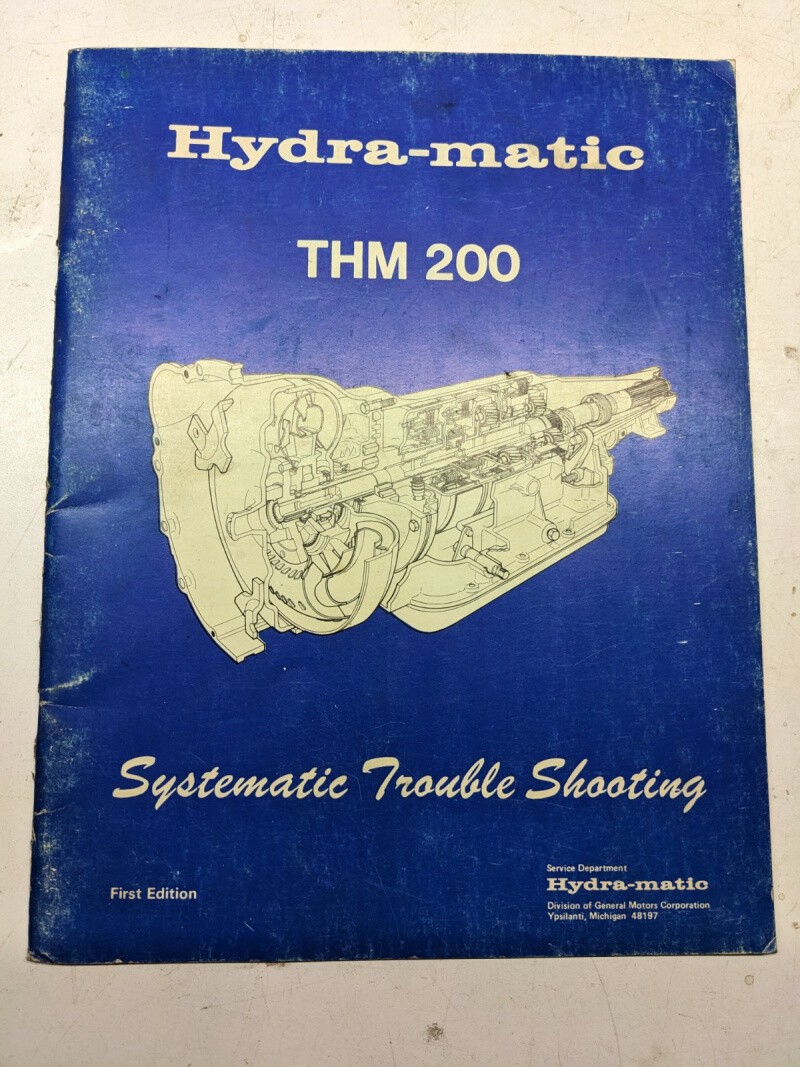 Hydra-matic
THM 200
Systematic Trouble Shooting
First Edition
Service Department
Hydra-matic
Division of General Motors Corporation
Ypsilanti, Michigan 48197